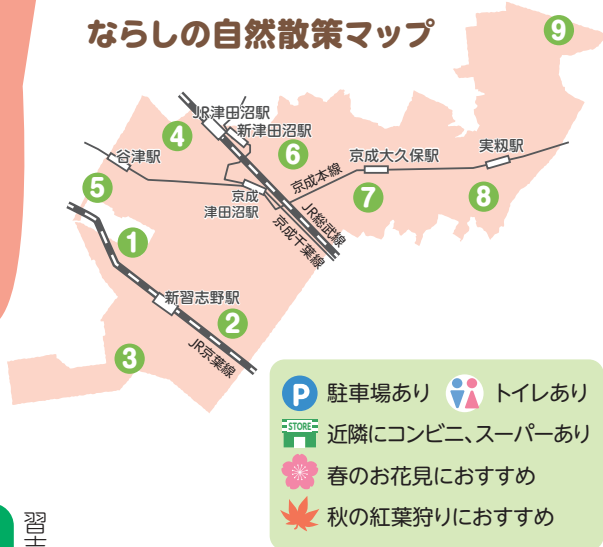 ならしの自然散策マップ
9
JR津田沼駅
4
新津田沼駅
6
谷津駅
京成大久保駅
実籾駅
京成本線
5
京成
津田沼駅
7
8
JR総武線
京成千葉線
1
新習志野駅
2
JR京葉線
3
P 駐車場あり トイレあり
STORE 近隣にコンビニ、スーパーあり
春のお花見におすすめ
秋の紅葉狩りにおすすめ
習